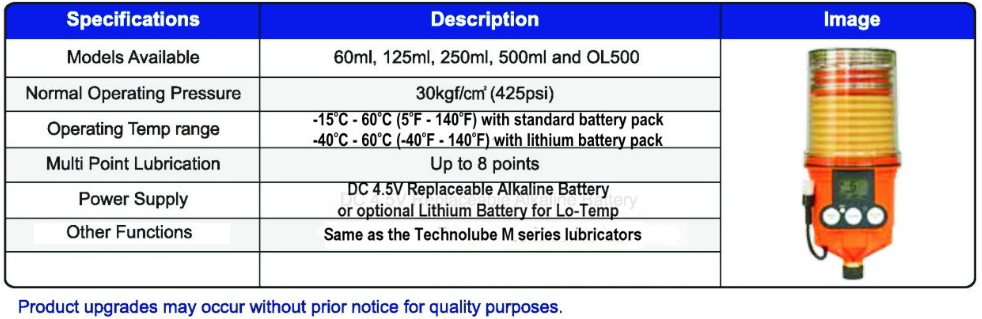 Specifications Description Image
Models Available 60ml, 125ml, 250ml, 500ml and OL500
Normal Operating Pressure 30kgf/㎠ (425psi)
Operating Temp range -15°C - 60°C (5°F - 140°F) with standard battery pack
-40°C - 60°C (-40°F - 140°F) with lithium battery pack
Multi Point Lubrication Up to 8 points
Power Supply DC 4.5V Replaceable Alkaline Battery
or optional Lithium Battery for Lo-Temp
Other Functions Same as the Technolube M series lubricators
Product upgrades may occur without prior notice for quality purposes.